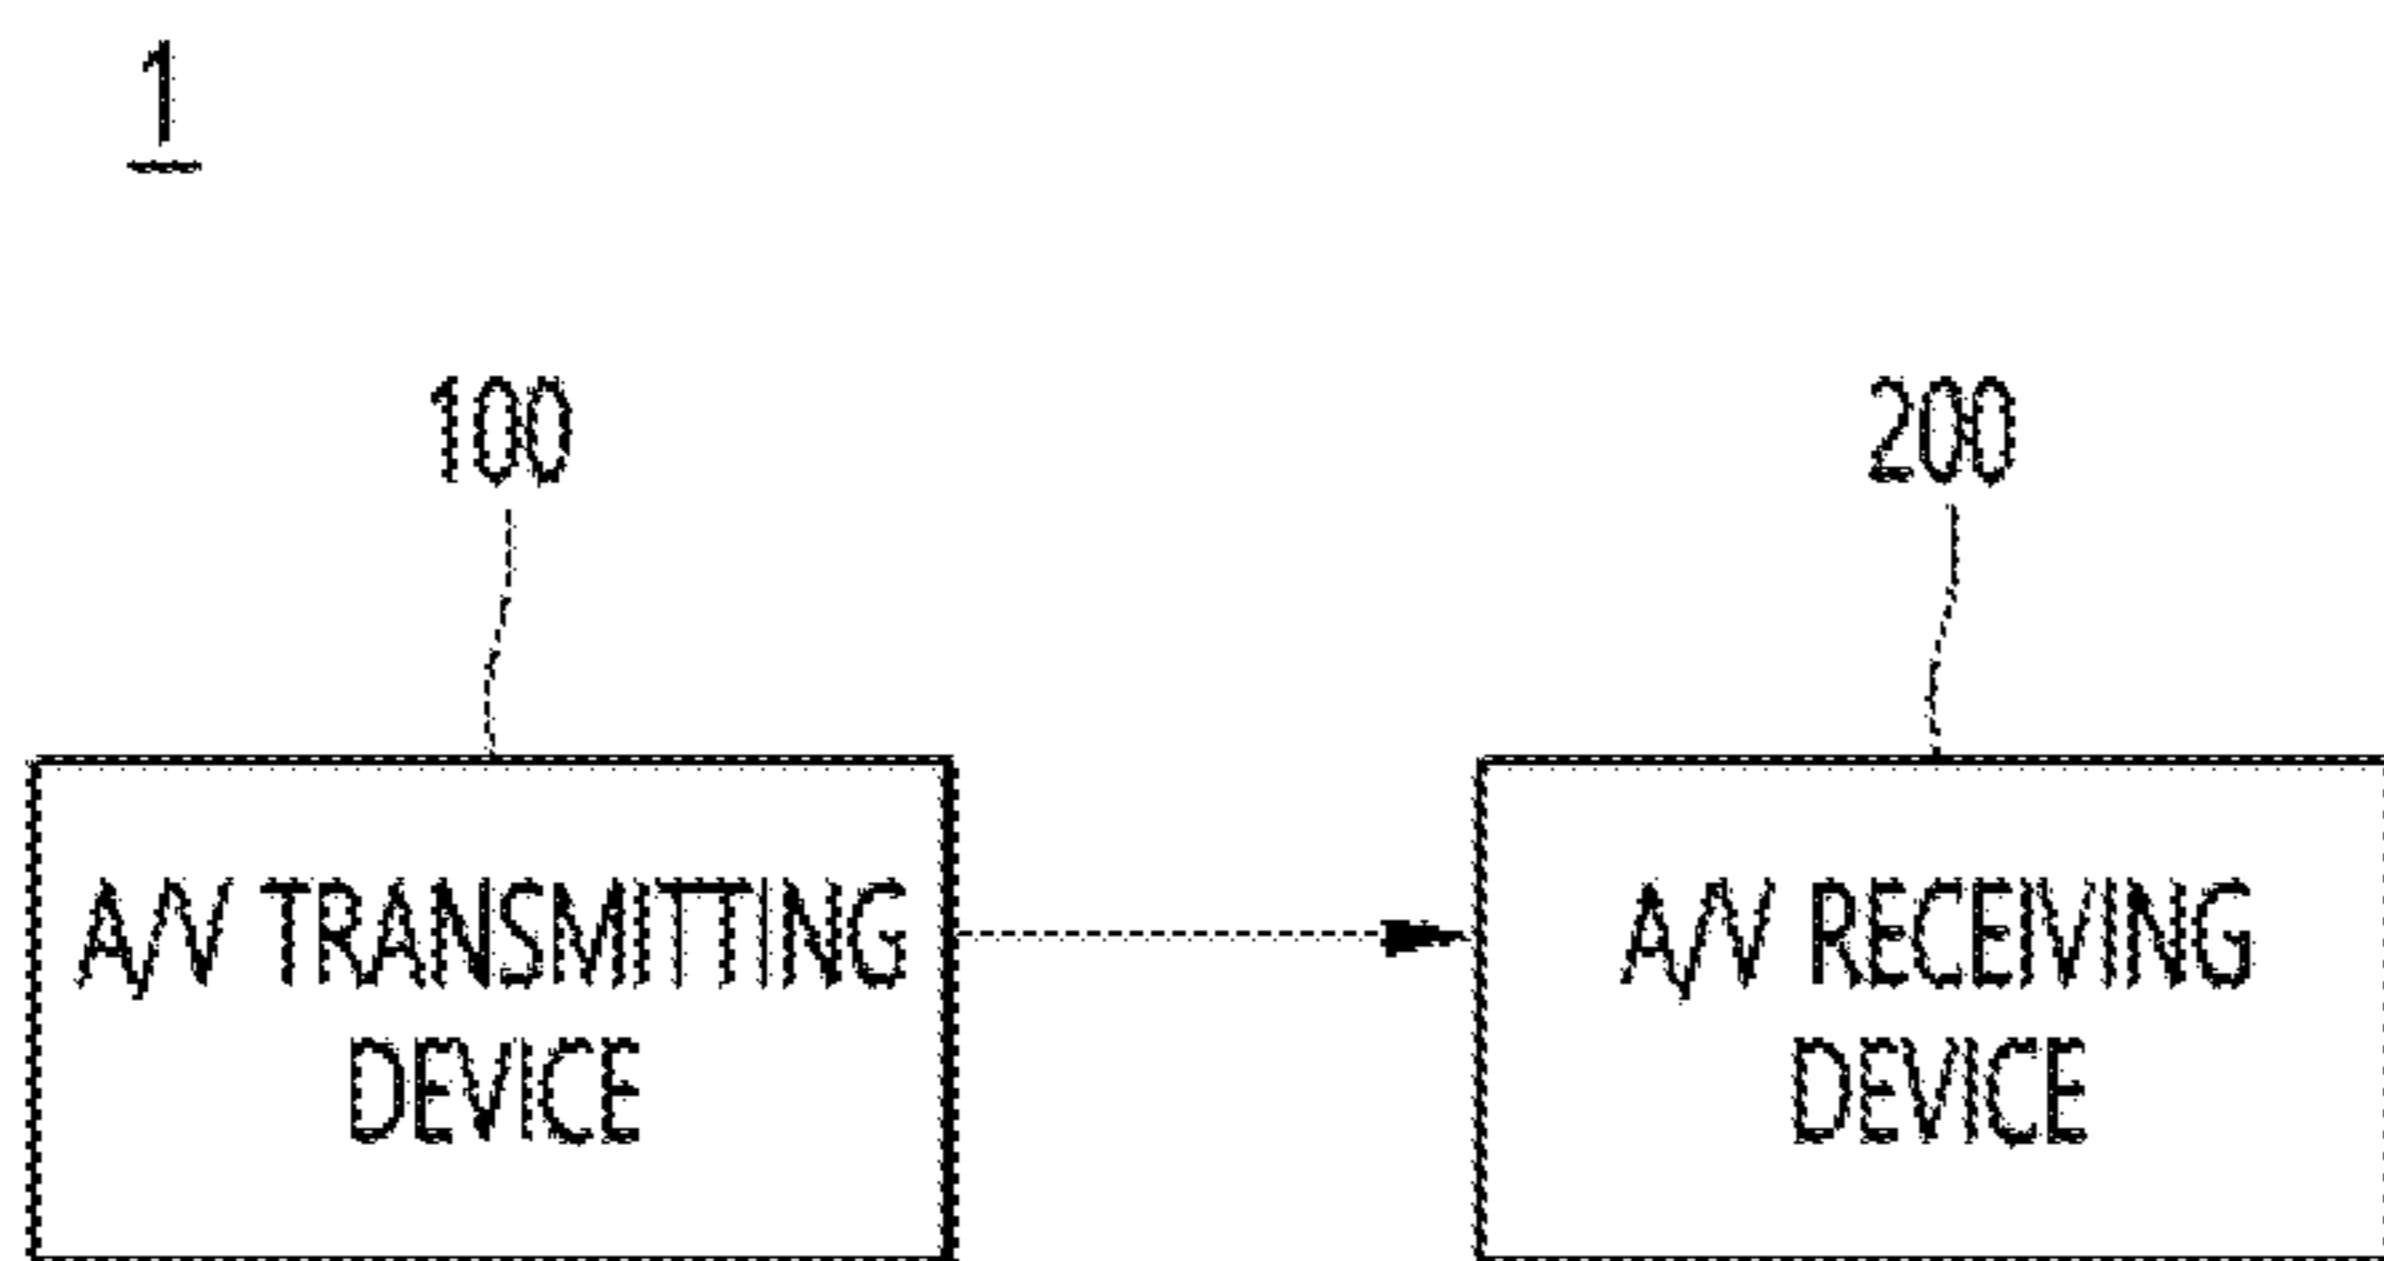 1
100
200
A/V TRANSMITTING
DEVICE
A/V RECEIVING
DEVICE